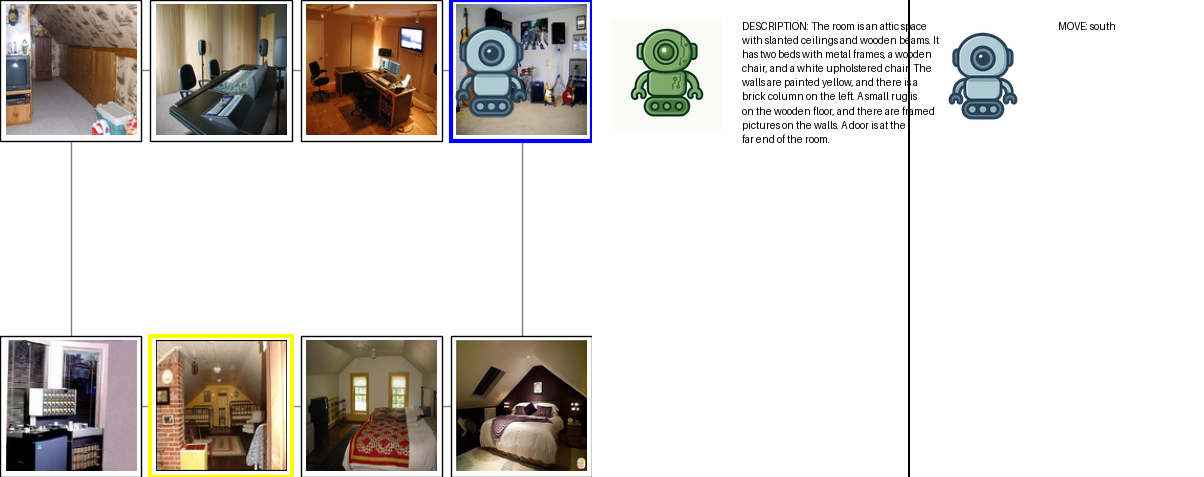 DESCRIPTION: The room is an attic space
with slanted ceilings and wooden beams. It
has two beds with metal frames, a wooden
chair, and a white upholstered chair. The
walls are painted yellow, and there is a
brick column on the left. A small rug is
on the wooden floor, and there are framed
pictures on the walls. A door is at the
far end of the room.
MOVE: south